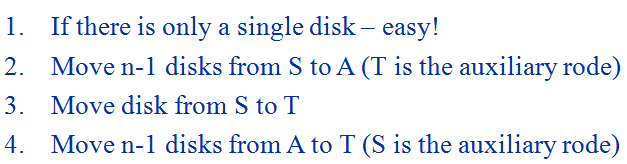 1. If there is only a single disk – easy!
2. Move n-1 disks from S to A (T is the auxiliary rode)
3. Move disk from S to T
4. Move n-1 disks from A to T (S is the auxiliary rode)